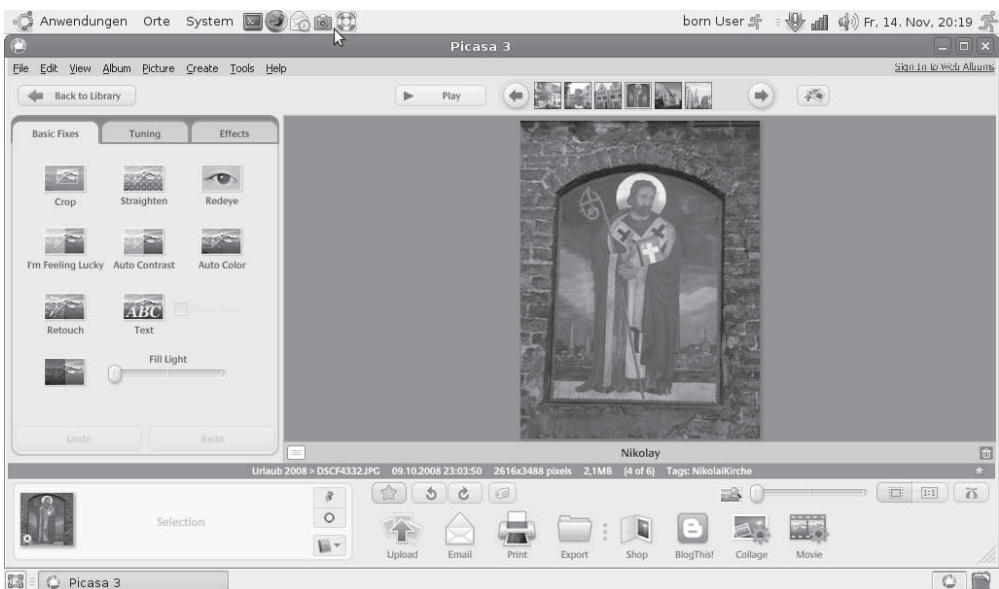 Anwendungen Orte System born User Fr, 14. Nov, 20:19
Picasa 3
File Edit View Album Picture Create Tools Help Sign In to Web Albums
Back to Library Play
Basic Fixes Tuning Effects
Crop Straighten Redeye
I'm Feeling Lucky Auto Contrast Auto Color
ABC
Retouch Text
Fill Light
Undo Redo
Nikolay
Urlaub 2008 > DSCF4332.JPG 09.10.2008 23:03:50 2616x3488 pixels 2,1MB (4 of 6) Tags: NikolaiKirche
Selection
1:1
Upload Email Print Export Shop BlogThis! Collage Movie
Picasa 3